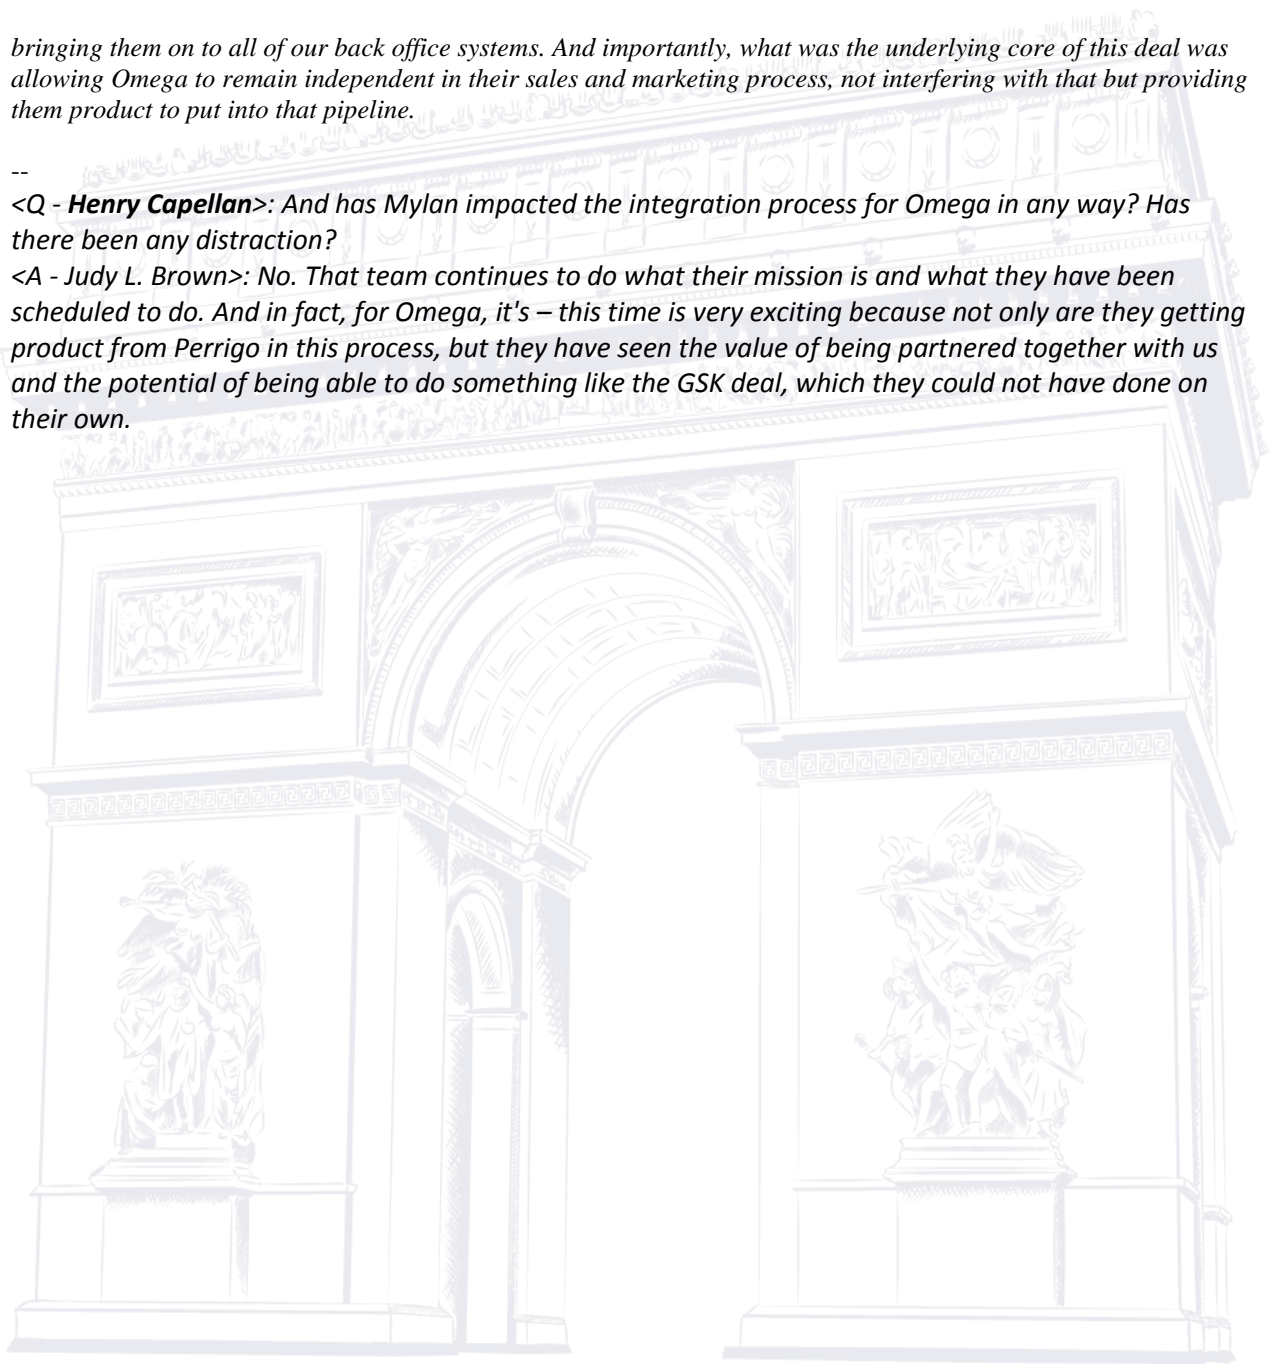 bringing them on to all of our back office systems. And importantly, what was the underlying core of this deal was
allowing Omega to remain independent in their sales and marketing process, not interfering with that but providing
them product to put into that pipeline.
--
<Q - Henry Capellan>: And has Mylan impacted the integration process for Omega in any way? Has
there been any distraction?
<A - Judy L. Brown>: No. That team continues to do what their mission is and what they have been
scheduled to do. And in fact, for Omega, it's – this time is very exciting because not only are they getting
product from Perrigo in this process, but they have seen the value of being partnered together with us
and the potential of being able to do something like the GSK deal, which they could not have done on
their own.